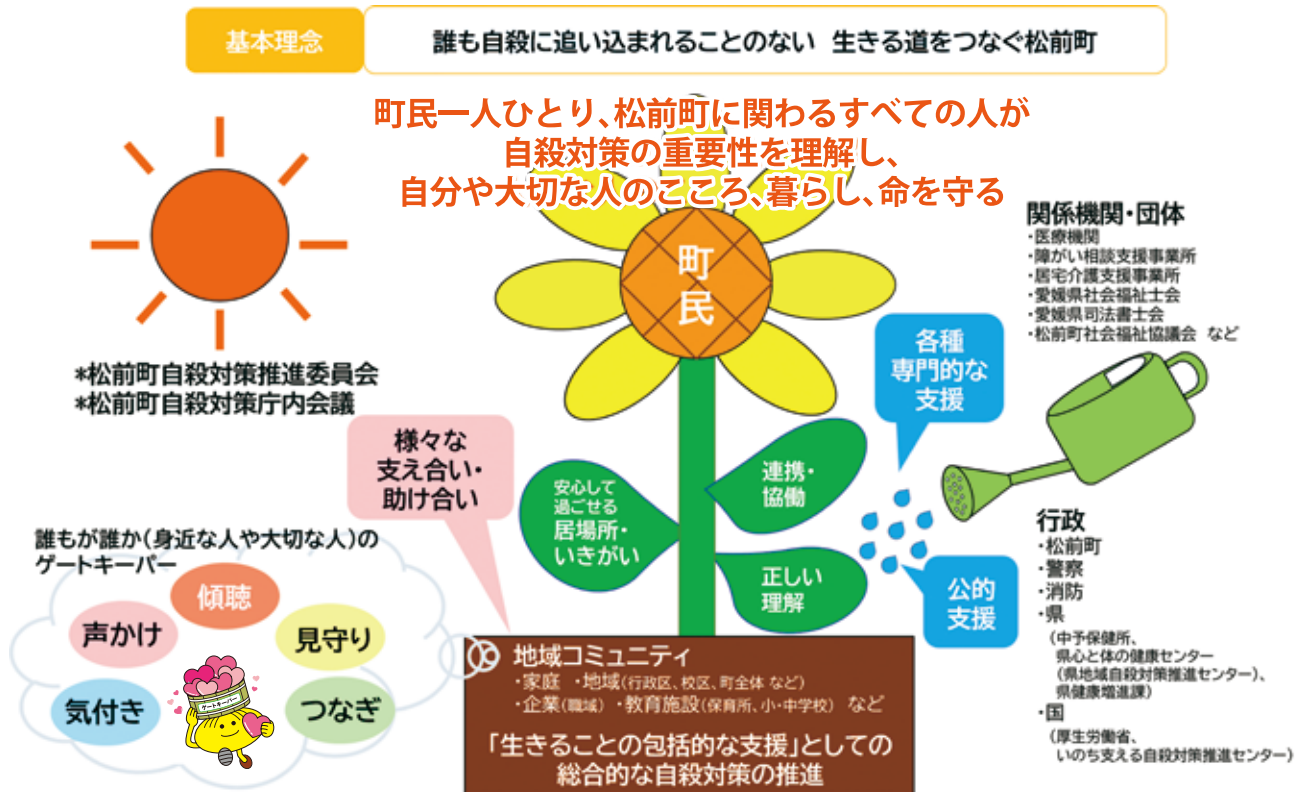 基本理念
誰も自殺に追い込まれることのない 生きる道をつなぐ松前町
町民一人ひとり、松前町に関わるすべての人が
自殺対策の重要性を理解し、
自分や大切な人のこころ、暮らし、命を守る
町
民
*松前町自殺対策推進委員会
*松前町自殺対策庁内会議
関係機関・団体
・医療機関
・障がい相談支援事業所
・居宅介護支援事業所
・愛媛県社会福祉士会
・愛媛県司法書士会
・松前町社会福祉協議会 など
各種
専門的な
支援
様々な
支え合い・
助け合い
安心して
過ごせる
居場所・
いきがい
連携・
協働
正しい
理解
公的
支援
行政
・松前町
・警察
・消防
・県
(中予保健所、
県心と体の健康センター
(県地域自殺対策推進センター)、
県健康増進課)
・国
(厚生労働省、
いのち支える自殺対策推進センター)
誰もが誰か(身近な人や大切な人)の
ゲートキーパー
傾聴
声かけ
見守り
気付き
つなぎ
ゲートキーパー
地域コミュニティ
・家庭 ・地域(行政区、校区、町全体 など)
・企業(職域) ・教育施設(保育所、小・中学校) など
「生きることの包括的な支援」としての
総合的な自殺対策の推進